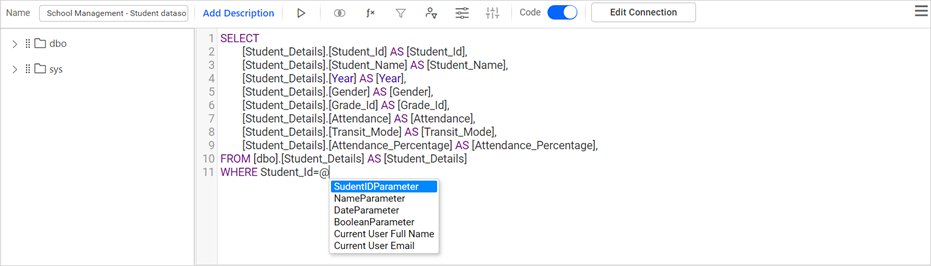 Name School Management - Student dataso Add Description ƒx Code Edit Connection
dbo
sys
1 SELECT
2 [Student_Details].[Student_Id] AS [Student_Id],
3 [Student_Details].[Student_Name] AS [Student_Name],
4 [Student_Details].[Year] AS [Year],
5 [Student_Details].[Gender] AS [Gender],
6 [Student_Details].[Grade_Id] AS [Grade_Id],
7 [Student_Details].[Attendance] AS [Attendance],
8 [Student_Details].[Transit_Mode] AS [Transit_Mode],
9 [Student_Details].[Attendance_Percentage] AS [Attendance_Percentage],
10 FROM [dbo].[Student_Details] AS [Student_Details]
11 WHERE Student_Id=@
SudentIDParameter
NameParameter
DateParameter
BooleanParameter
Current User Full Name
Current User Email